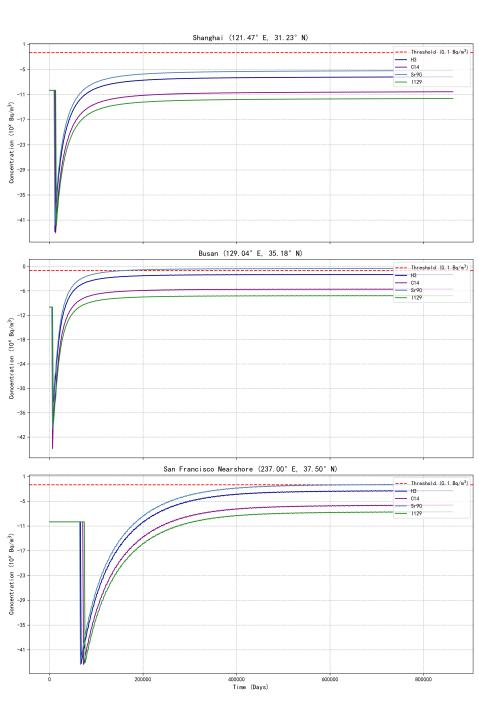 Shanghai (121.47° E, 31.23° N)
1
-5
-11
-17
-23
-29
-35
-41
Concentration (10ˣ Bq/m³)
Threshold (0.1 Bq/m³)
H3
C14
Sr90
I129
Busan (129.04° E, 35.18° N)
0
-6
-12
-18
-24
-30
-36
-42
Concentration (10ˣ Bq/m³)
Threshold (0.1 Bq/m³)
H3
C14
Sr90
I129
San Francisco Nearshore (237.00° E, 37.50° N)
1
-5
-11
-17
-23
-29
-35
-41
Concentration (10ˣ Bq/m³)
Threshold (0.1 Bq/m³)
H3
C14
Sr90
I129
0
200000
400000
600000
800000
Time (Days)